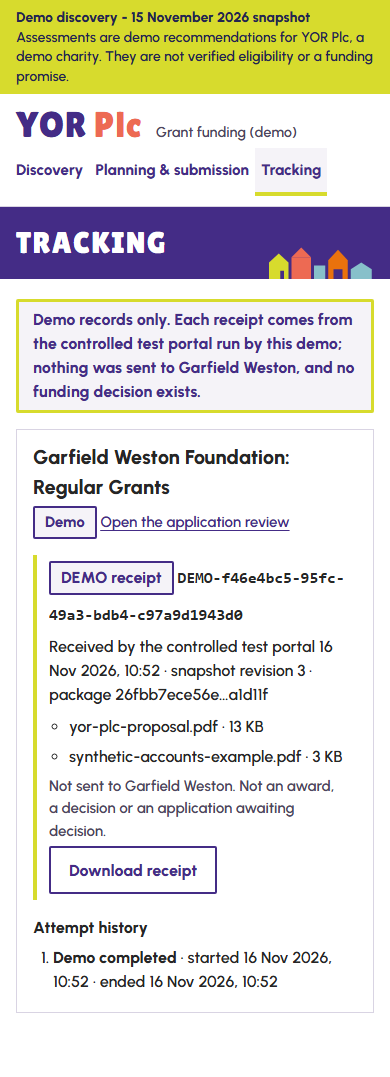 Demo discovery - 15 November 2026 snapshot
Assessments are demo recommendations for YOR Plc, a
demo charity. They are not verified eligibility or a funding
promise.
YOR Plc Grant funding (demo)
Discovery Planning & submission Tracking
TRACKING
Demo records only. Each receipt comes from
the controlled test portal run by this demo;
nothing was sent to Garfield Weston, and no
funding decision exists.
Garfield Weston Foundation:
Regular Grants
Demo Open the application review
DEMO receipt DEMO-f46e4bc5-95fc-
49a3-bdb4-c97a9d1943d0
Received by the controlled test portal 16
Nov 2026, 10:52 · snapshot revision 3 ·
package 26fbb7ece56e…a1d11f
yor-plc-proposal.pdf · 13 KB
synthetic-accounts-example.pdf · 3 KB
Not sent to Garfield Weston. Not an award,
a decision or an application awaiting
decision.
Download receipt
Attempt history
1. Demo completed · started 16 Nov 2026,
10:52 · ended 16 Nov 2026, 10:52